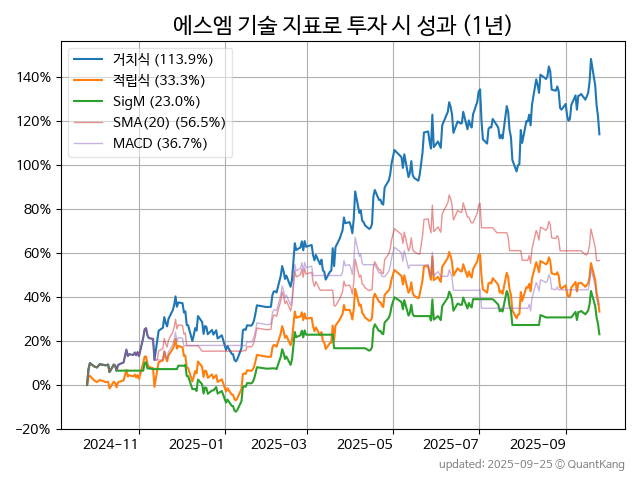 에스엠 기술 지표로 투자 시 성과 (1년)
거치식 (113.9%)
적립식 (33.3%)
SigM (23.0%)
SMA(20) (56.5%)
MACD (36.7%)
140%
120%
100%
80%
60%
40%
20%
0%
−20%
2024−11
2025−01
2025−03
2025−05
2025−07
2025−09
updated: 2025-09-25 © QuantKang